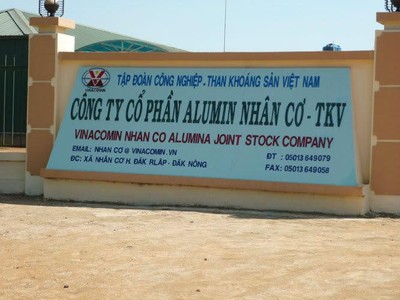 TẬP ĐOÀN CÔNG NGHIỆP - THAN KHOÁNG SẢN VIỆT NAM
CÔNG TY CỔ PHẦN ALUMIN NHÂN CƠ - TKV
VINACOMIN NHAN CO ALUMINA JOINT STOCK COMPANY
EMAIL: NHAN CƠ @ VINACOMIN .VN ĐT : 05013 649079
ĐC: XÃ NHÂN CƠ H. ĐĂK RLÂP - ĐĂK NÔNG FAX: 05013 649058